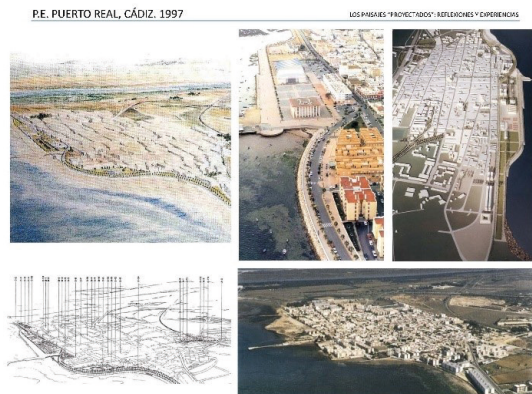 P.E. PUERTO REAL, CÁDIZ. 1997
LOS PAISAJES "PROYECTADOS": REFLEXIONES Y EXPERIENCIAS